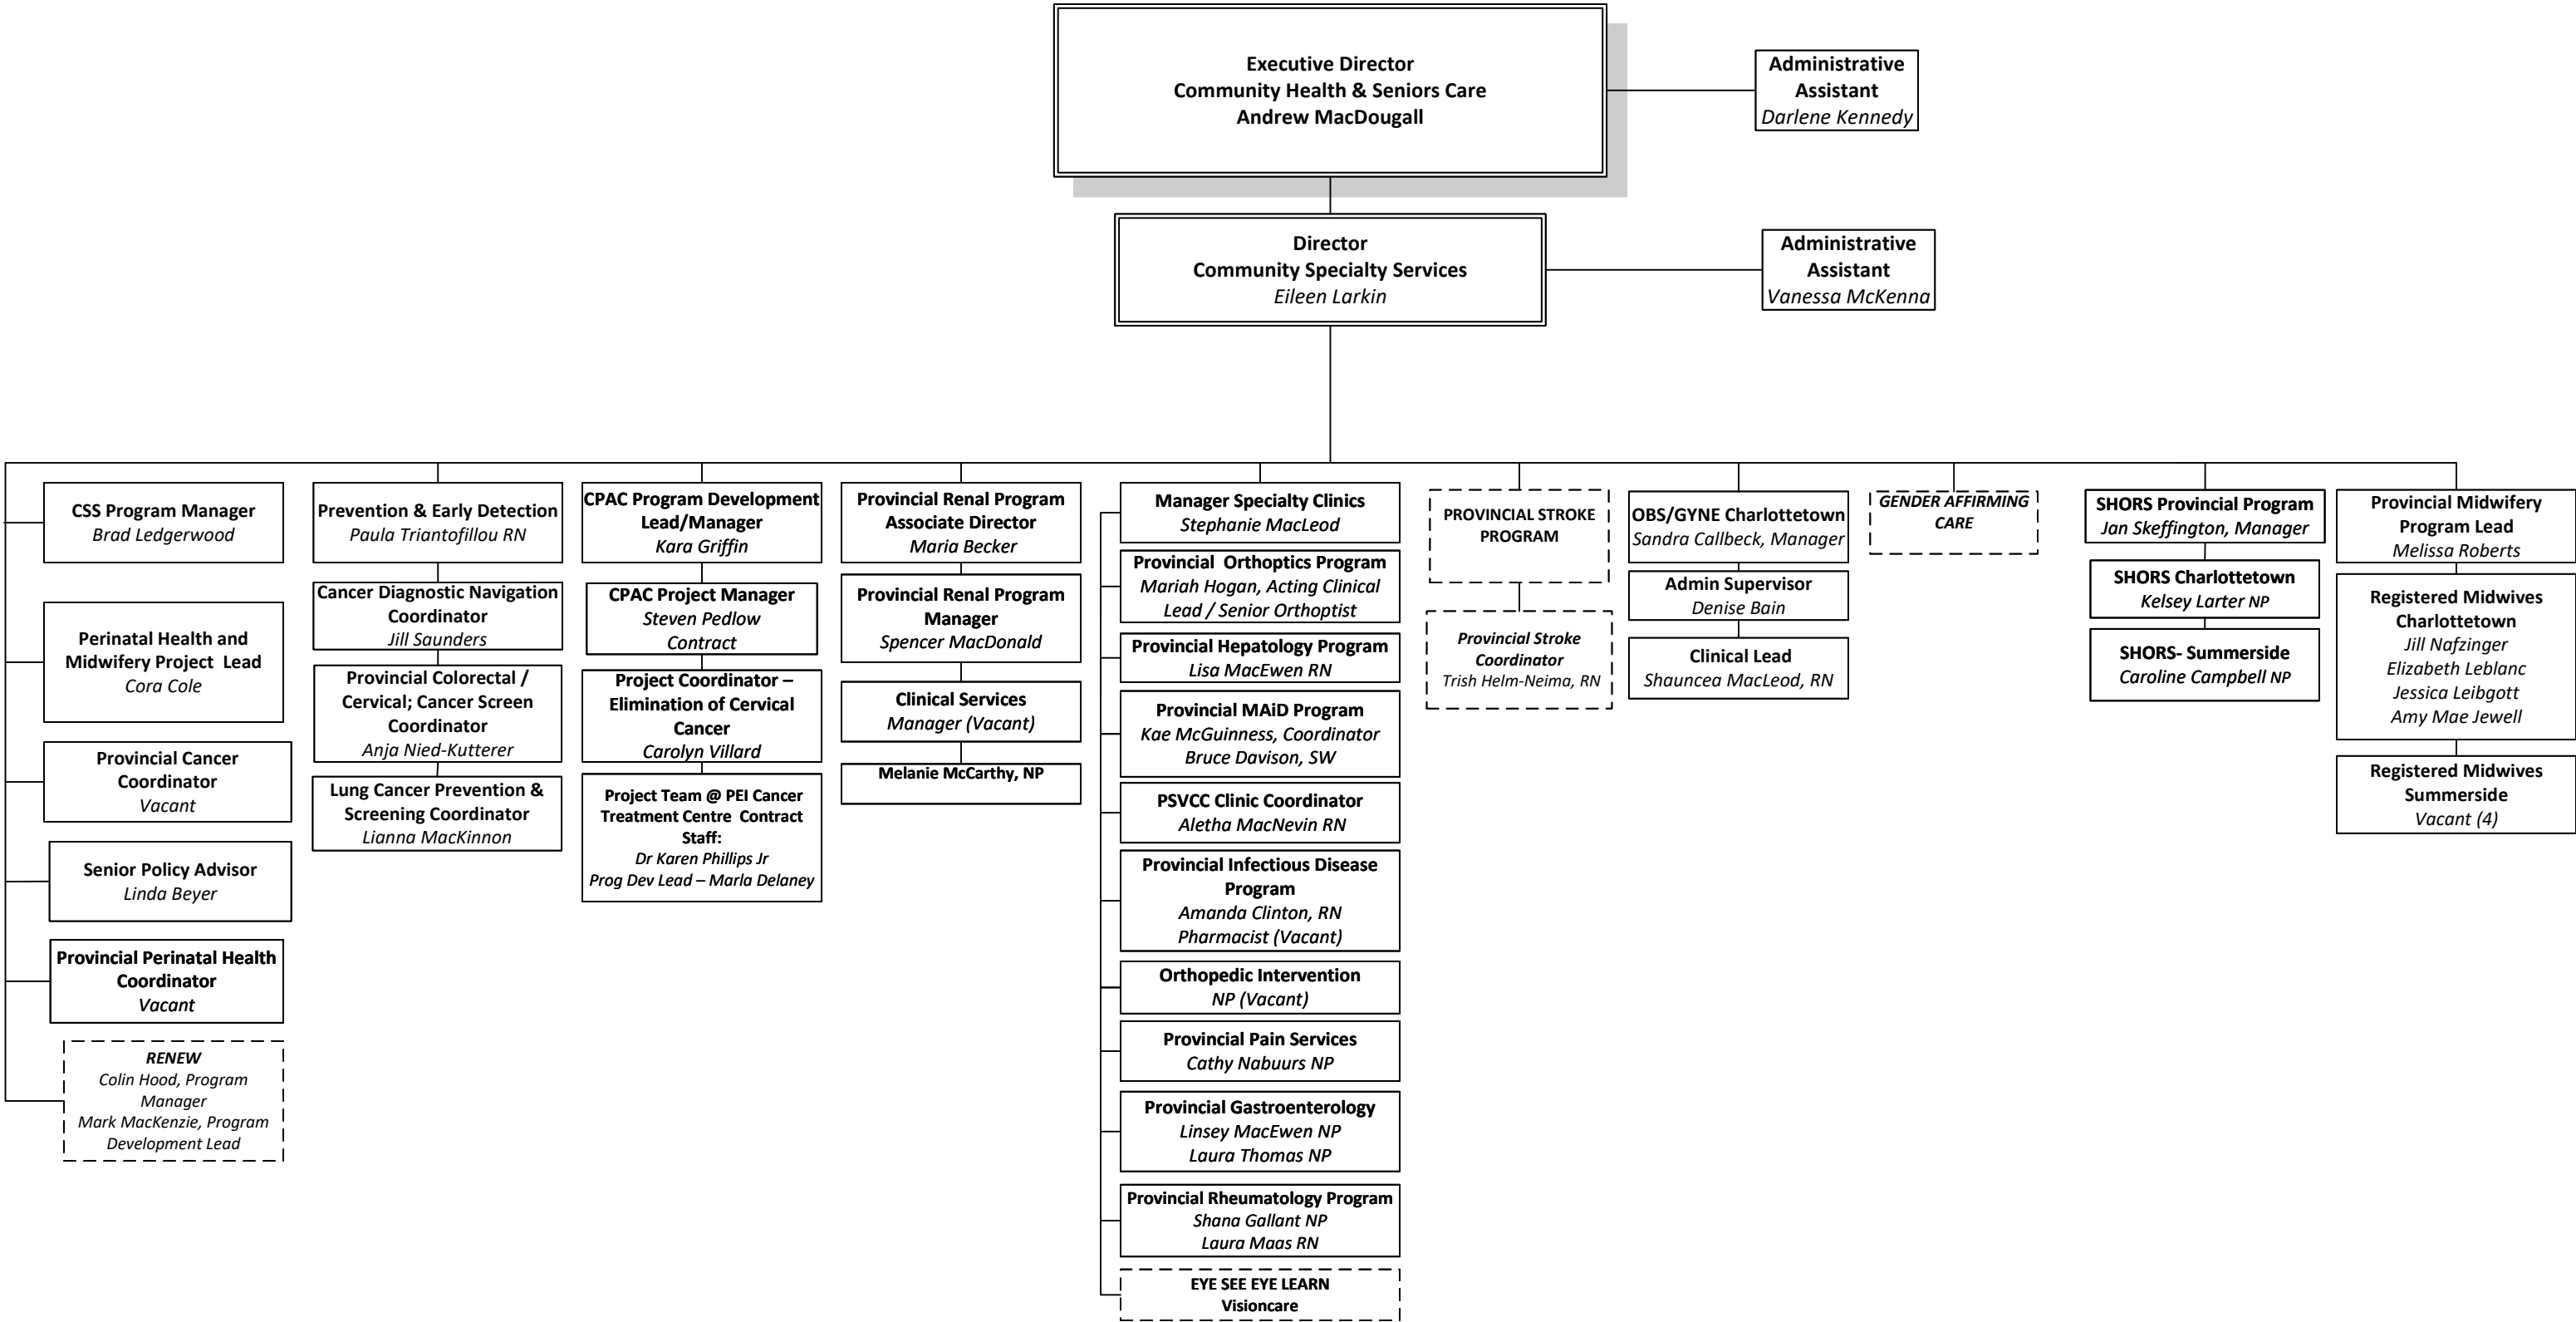 Executive Director
Community Health & Seniors Care
Andrew MacDougall
Administrative
Assistant
Darlene Kennedy
Director
Community Specialty Services
Eileen Larkin
Administrative
Assistant
Vanessa McKenna
CSS Program Manager
Brad Ledgerwood
Perinatal Health and
Midwifery Project Lead
Cora Cole
Provincial Cancer
Coordinator
Vacant
Senior Policy Advisor
Linda Beyer
Provincial Perinatal Health
Coordinator
Vacant
RENEW
Colin Hood, Program
Manager
Mark MacKenzie, Program
Development Lead
Prevention & Early Detection
Paula Triantofillou RN
Cancer Diagnostic Navigation
Coordinator
Jill Saunders
Provincial Colorectal /
Cervical; Cancer Screen
Coordinator
Anja Nied-Kutterer
Lung Cancer Prevention &
Screening Coordinator
Lianna MacKinnon
CPAC Program Development
Lead/Manager
Kara Griffin
CPAC Project Manager
Steven Pedlow
Contract
Project Coordinator –
Elimination of Cervical
Cancer
Carolyn Villard
Project Team @ PEI Cancer
Treatment Centre Contract
Staff:
Dr Karen Phillips Jr
Prog Dev Lead – Marla Delaney
Provincial Renal Program
Associate Director
Maria Becker
Provincial Renal Program
Manager
Spencer MacDonald
Clinical Services
Manager (Vacant)
Melanie McCarthy, NP
Manager Specialty Clinics
Stephanie MacLeod
Provincial Orthoptics Program
Mariah Hogan, Acting Clinical
Lead / Senior Orthoptist
Provincial Hepatology Program
Lisa MacEwen RN
Provincial MAiD Program
Kae McGuinness, Coordinator
Bruce Davison, SW
PSVCC Clinic Coordinator
Aletha MacNevin RN
Provincial Infectious Disease
Program
Amanda Clinton, RN
Pharmacist (Vacant)
Orthopedic Intervention
NP (Vacant)
Provincial Pain Services
Cathy Nabuurs NP
Provincial Gastroenterology
Linsey MacEwen NP
Laura Thomas NP
Provincial Rheumatology Program
Shana Gallant NP
Laura Maas RN
EYE SEE EYE LEARN
Visioncare
PROVINCIAL STROKE
PROGRAM
Provincial Stroke
Coordinator
Trish Helm-Neima, RN
OBS/GYNE Charlottetown
Sandra Callbeck, Manager
Admin Supervisor
Denise Bain
Clinical Lead
Shauncea MacLeod, RN
GENDER AFFIRMING
CARE
SHORS Provincial Program
Jan Skeffington, Manager
SHORS Charlottetown
Kelsey Larter NP
SHORS- Summerside
Caroline Campbell NP
Provincial Midwifery
Program Lead
Melissa Roberts
Registered Midwives
Charlottetown
Jill Nafzinger
Elizabeth Leblanc
Jessica Leibgott
Amy Mae Jewell
Registered Midwives
Summerside
Vacant (4)